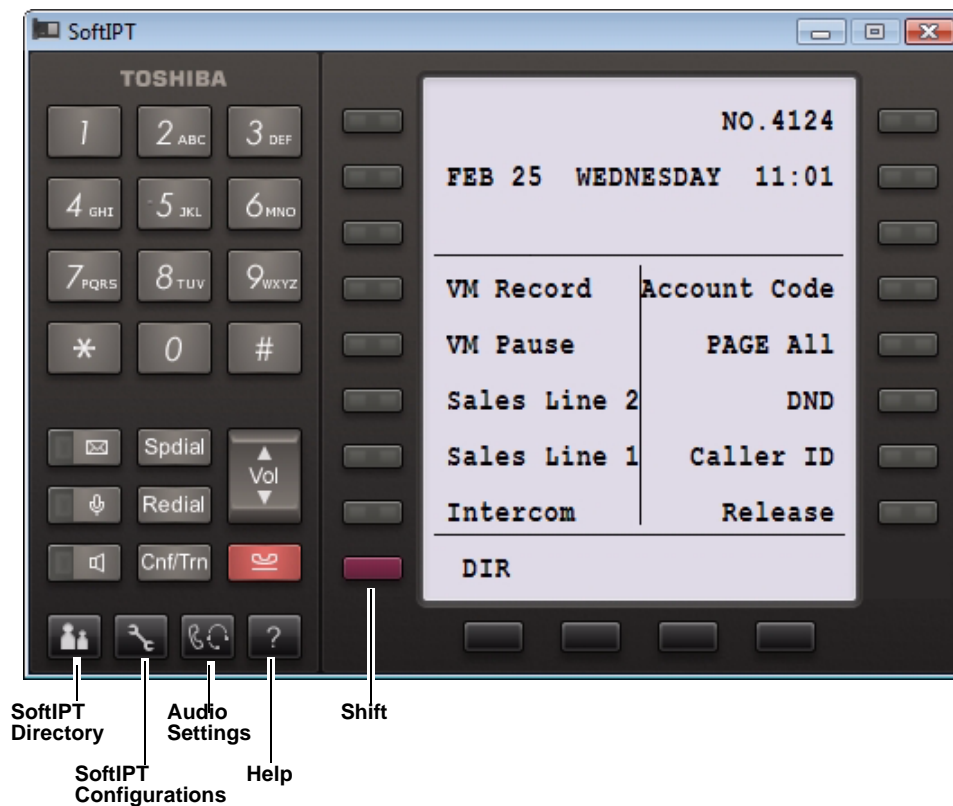 SoftIPT
TOSHIBA
1 2 ABC 3 DEF
4 GHI 5 JKL 6 MNO
7 PQRS 8 TUV 9 WXYZ
* 0 #
Spdial
Vol
Redial
Cnf/Trn
?
NO.4124
FEB 25 WEDNESDAY 11:01
VM Record Account Code
VM Pause PAGE All
Sales Line 2 DND
Sales Line 1 Caller ID
Intercom Release
DIR
SoftIPT
Directory
Audio
Settings
Shift
SoftIPT
Configurations
Help